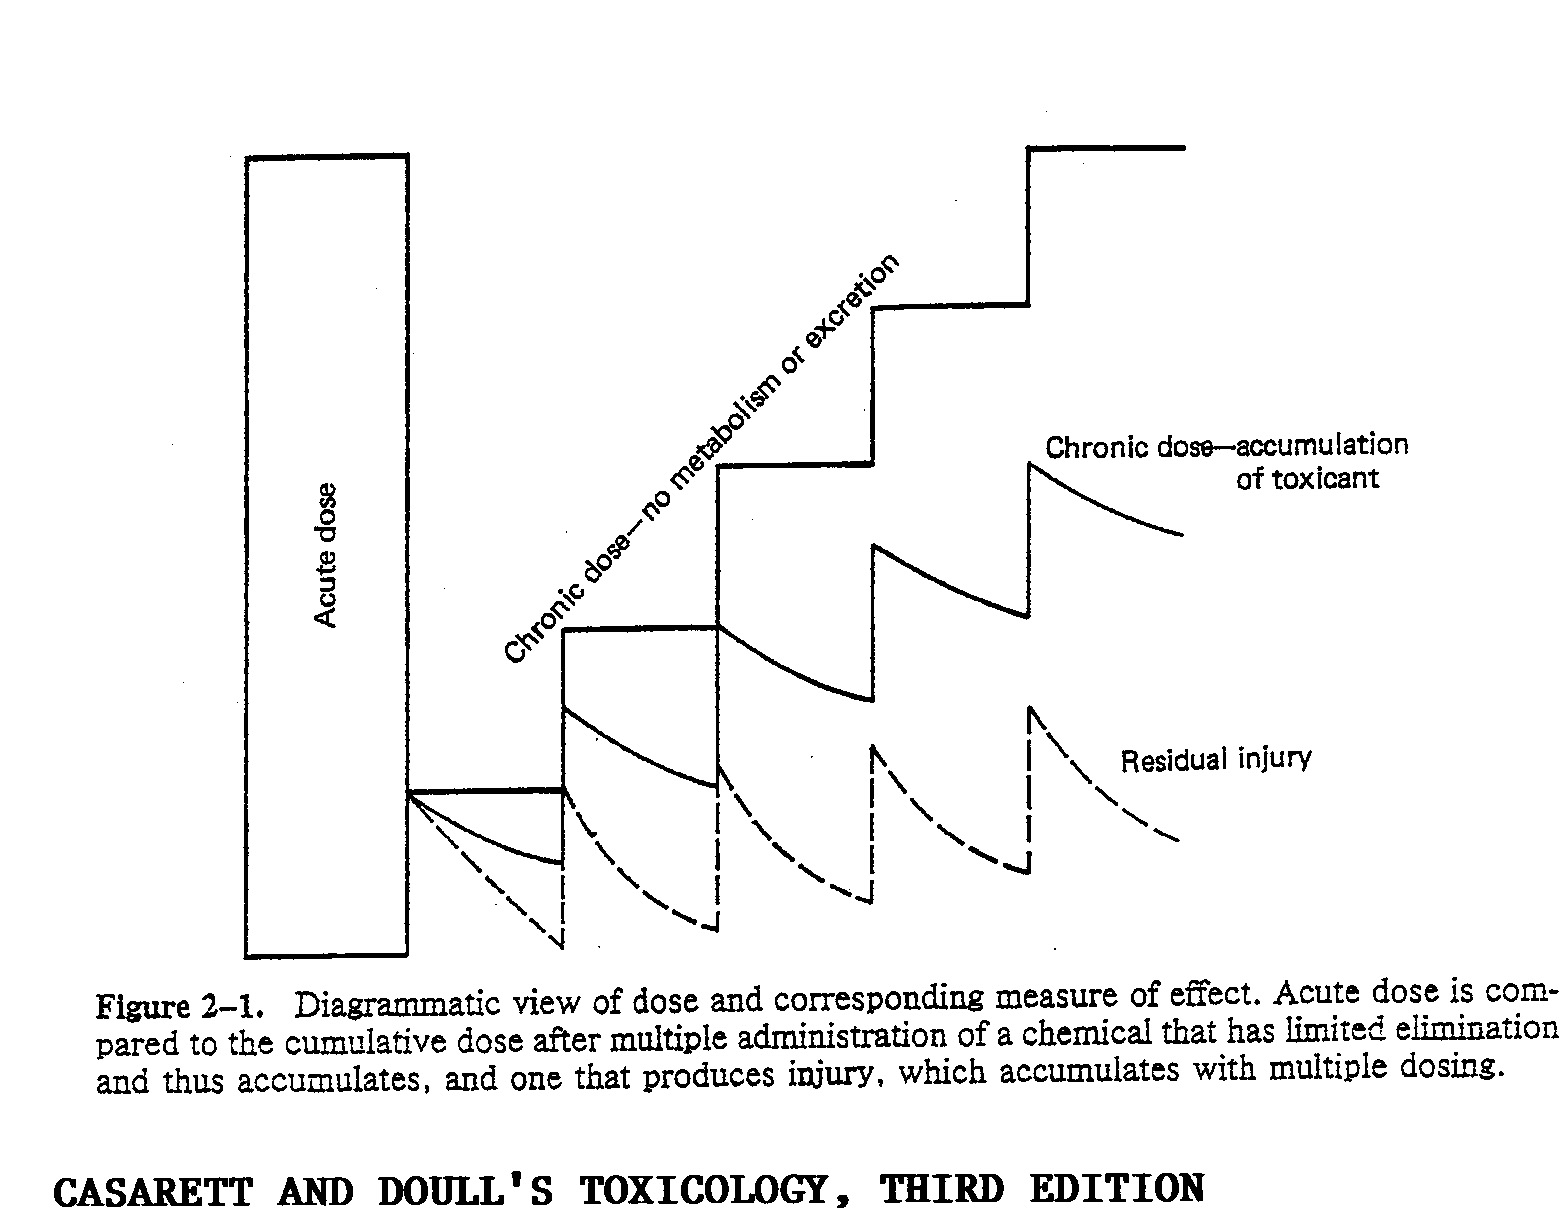 Acute dose
Chronic dose—no metabolism or excretion
Chronic dose—accumulation
of toxicant
Residual injury
Figure 2–1. Diagrammatic view of dose and corresponding measure of effect. Acute dose is com-
pared to the cumulative dose after multiple administration of a chemical that has limited elimination
and thus accumulates, and one that produces injury, which accumulates with multiple dosing.
CASARETT AND DOULL'S TOXICOLOGY, THIRD EDITION